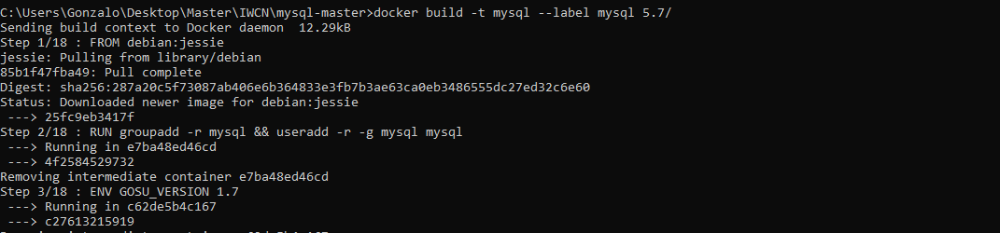 C:\Users\Gonzalo\Desktop\Master\IWCN\mysql-master>docker build -t mysql --label mysql 5.7/
Sending build context to Docker daemon  12.29kB
Step 1/18 : FROM debian:jessie
jessie: Pulling from library/debian
85b1f47fba49: Pull complete
Digest: sha256:287a20c5f73087ab406e6b364833e3fb7b3ae63ca0eb3486555dc27ed32c6e60
Status: Downloaded newer image for debian:jessie
 ---> 25fc9eb3417f
Step 2/18 : RUN groupadd -r mysql && useradd -r -g mysql mysql
 ---> Running in e7ba48ed46cd
 ---> 4f2584529732
Removing intermediate container e7ba48ed46cd
Step 3/18 : ENV GOSU_VERSION 1.7
 ---> Running in c62de5b4c167
 ---> c27613215919